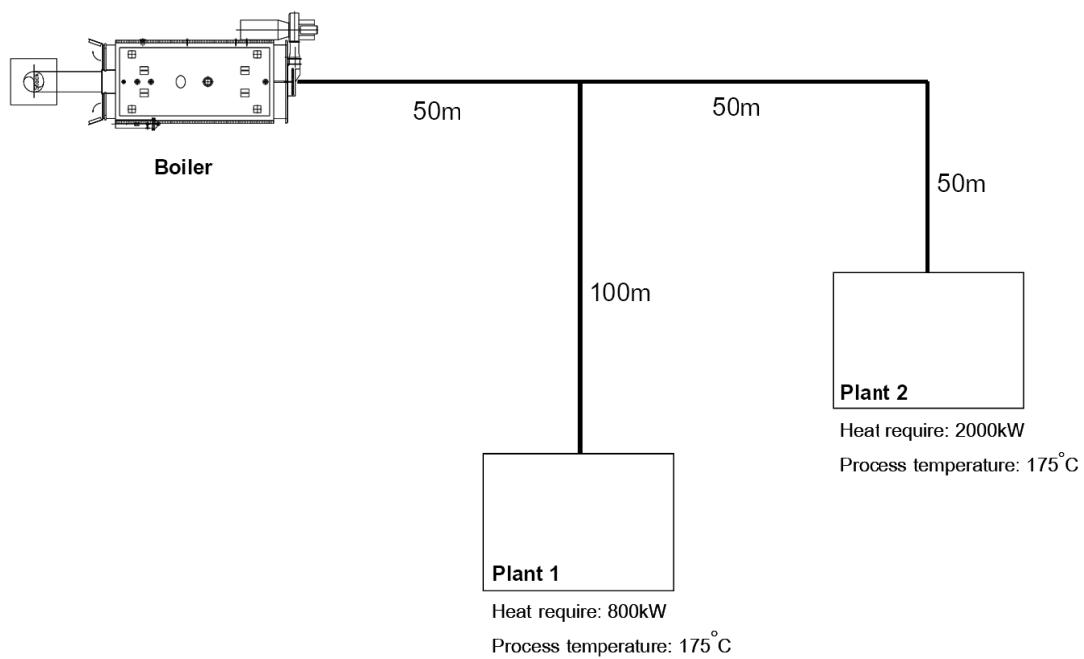 50m
50m
Boiler
50m
100m
Plant 2
Heat require: 2000kW
Process temperature: 175°C
Plant 1
Heat require: 800kW
Process temperature: 175°C